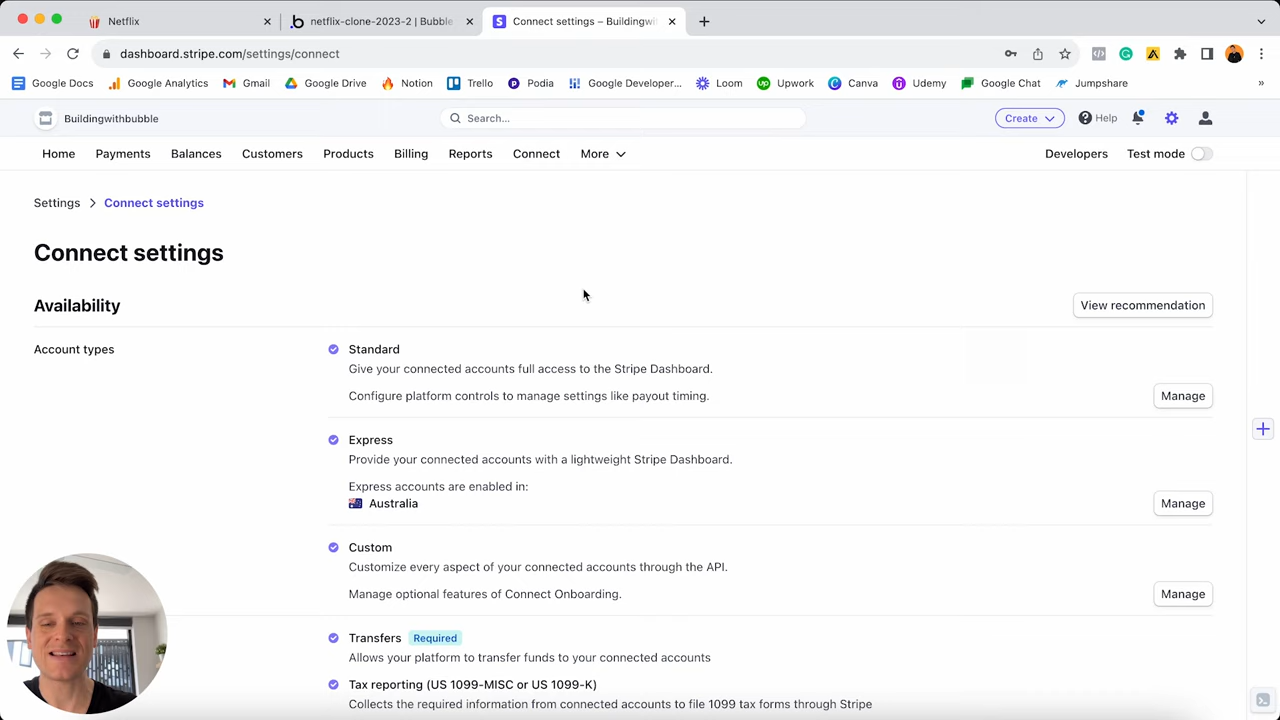 Netflix
netflix-clone-2023-2 | Bubble
Connect settings – Buildingwi
dashboard.stripe.com/settings/connect
Google Docs
Google Analytics
Gmail
Google Drive
Notion
Trello
Podia
Google Developer...
Loom
Upwork
Canva
Udemy
Google Chat
Jumpshare
»
Buildingwithbubble
Search...
Create
Help
Home
Payments
Balances
Customers
Products
Billing
Reports
Connect
More
Developers
Test mode
Settings
Connect settings
Connect settings
Availability
View recommendation
Account types
Standard
Give your connected accounts full access to the Stripe Dashboard.
Configure platform controls to manage settings like payout timing.
Manage
Express
Provide your connected accounts with a lightweight Stripe Dashboard.
Express accounts are enabled in:
Australia
Manage
Custom
Customize every aspect of your connected accounts through the API.
Manage optional features of Connect Onboarding.
Manage
Transfers Required
Allows your platform to transfer funds to your connected accounts
Tax reporting (US 1099-MISC or US 1099-K)
Collects the required information from connected accounts to file 1099 tax forms through Stripe